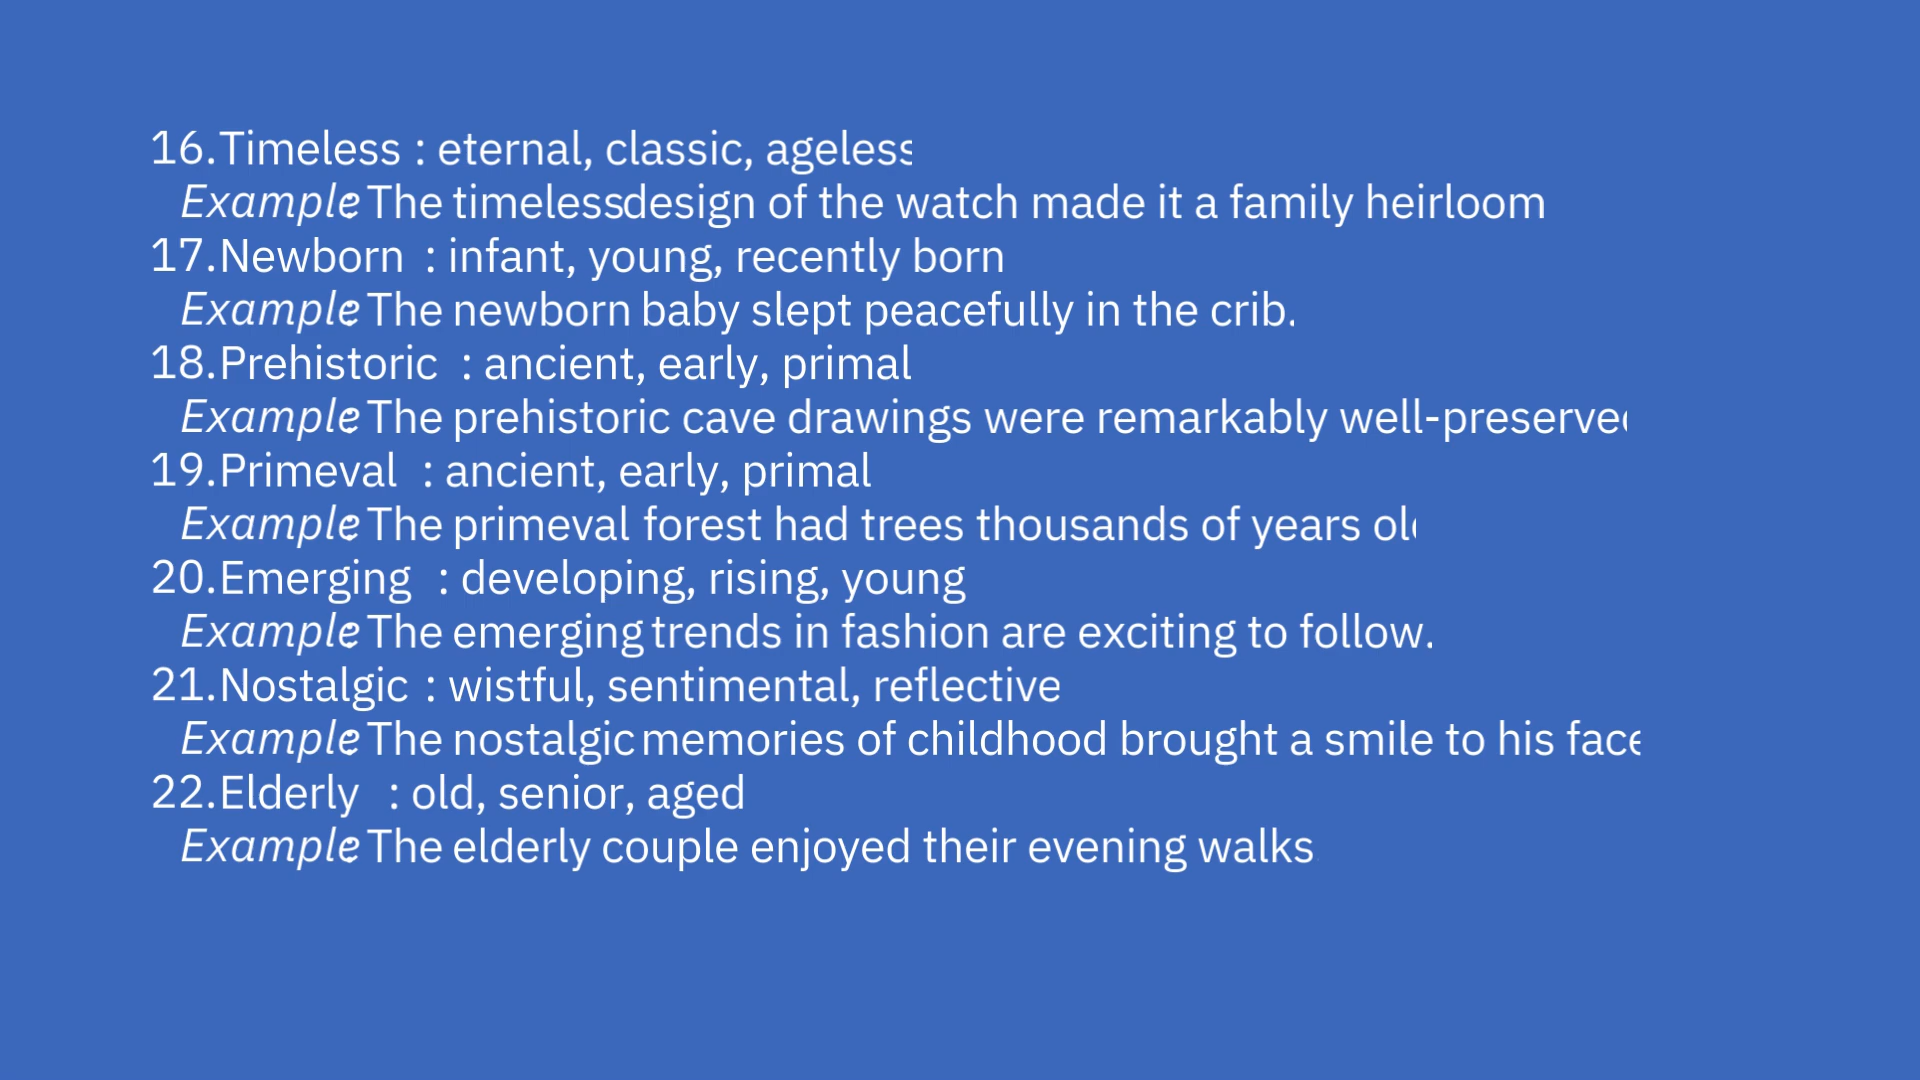 16.Timeless : eternal, classic, ageless
Example: The timeless design of the watch made it a family heirloom
17.Newborn : infant, young, recently born
Example: The newborn baby slept peacefully in the crib.
18.Prehistoric : ancient, early, primal
Example: The prehistoric cave drawings were remarkably well-preserved
19.Primeval : ancient, early, primal
Example: The primeval forest had trees thousands of years old
20.Emerging : developing, rising, young
Example: The emerging trends in fashion are exciting to follow.
21.Nostalgic : wistful, sentimental, reflective
Example: The nostalgic memories of childhood brought a smile to his face
22.Elderly : old, senior, aged
Example: The elderly couple enjoyed their evening walks